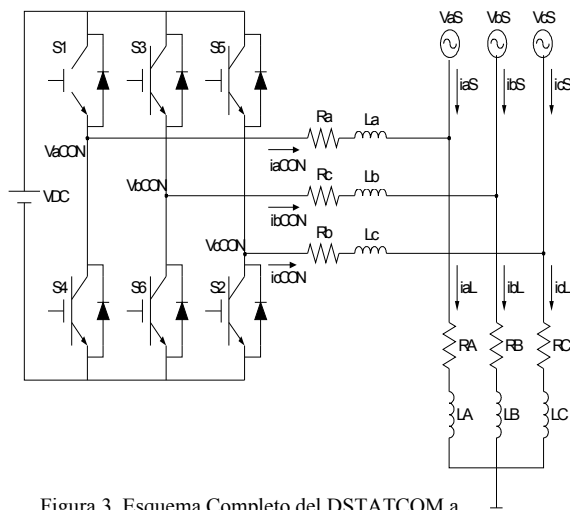 VaS VbS VcS
S1 S3 S5
iaS ibS icS
Ra La
VaCON
iaCON
VDC
VbCON
Rc Lb
ibCON
VcCON
Rb Lc
icCON
S4 S6 S2
iaL ibL icL
RA RB RC
LA LB LC
Figura 3. Esquema Completo del DSTATCOM a